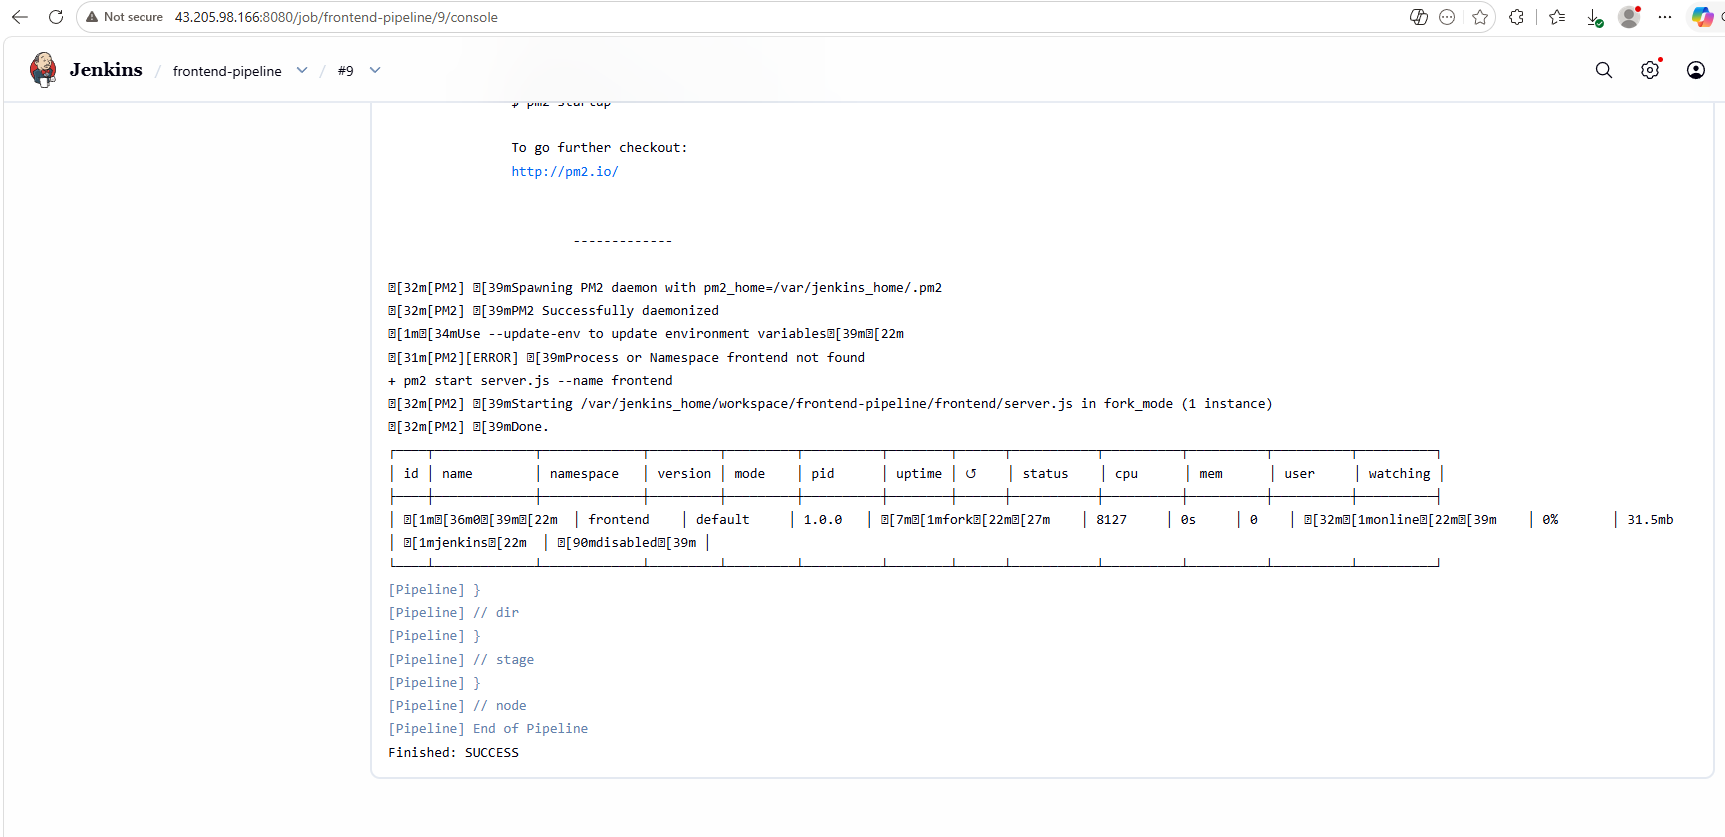 Not secure 43.205.98.166:8080/job/frontend-pipeline/9/console
Jenkins / frontend-pipeline / #9
$ pm2 startup
To go further checkout:
http://pm2.io/
-------------
[32m[PM2] [39mSpawning PM2 daemon with pm2_home=/var/jenkins_home/.pm2
[32m[PM2] [39mPM2 Successfully daemonized
[1m[34mUse --update-env to update environment variables[39m[22m
[31m[PM2][ERROR] [39mProcess or Namespace frontend not found
+ pm2 start server.js --name frontend
[32m[PM2] [39mStarting /var/jenkins_home/workspace/frontend-pipeline/frontend/server.js in fork_mode (1 instance)
[32m[PM2] [39mDone.
│ id │ name │ namespace │ version │ mode │ pid │ uptime │ ↺ │ status │ cpu │ mem │ user │ watching │
│ [1m[36m0[39m[22m │ frontend │ default │ 1.0.0 │ [7m[1mfork[22m[27m │ 8127 │ 0s │ 0 │ [32m[1monline[22m[39m │ 0% │ 31.5mb
│ [1mjenkins[22m │ [90mdisabled[39m │
[Pipeline] }
[Pipeline] // dir
[Pipeline] }
[Pipeline] // stage
[Pipeline] }
[Pipeline] // node
[Pipeline] End of Pipeline
Finished: SUCCESS